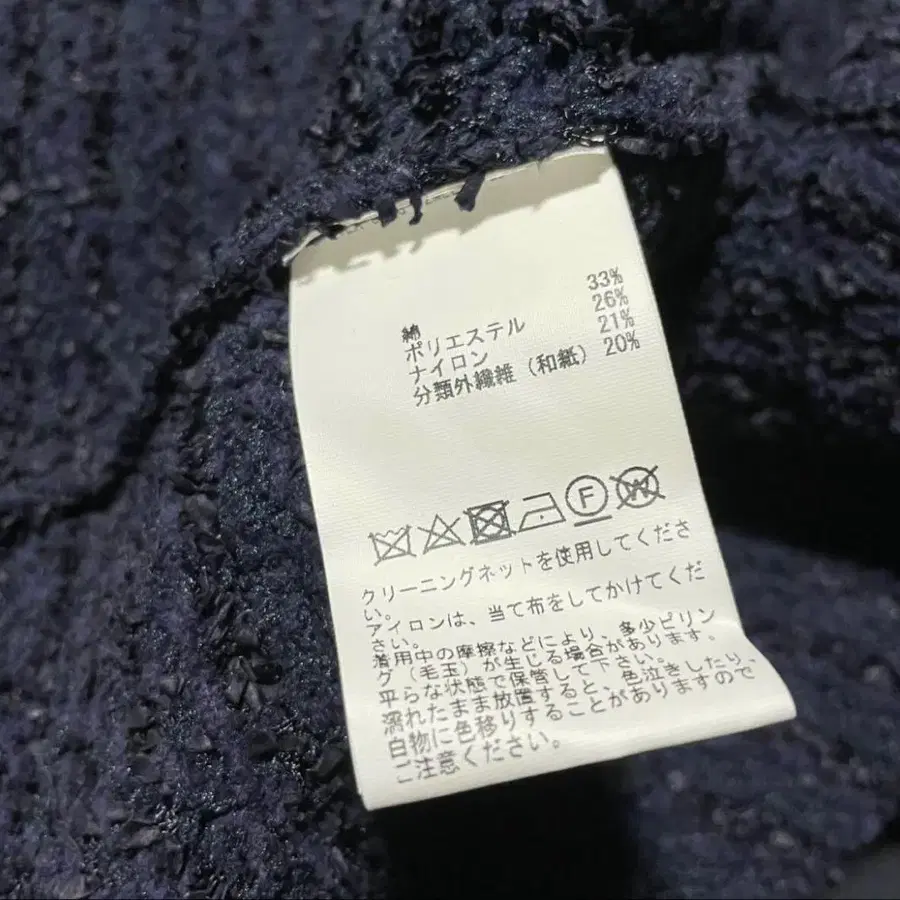 綿 33%
ポリエステル 26%
ナイロン 21%
分類外繊維（和紙） 20%
F W
クリーニングネットを使用してくださ
い。
アイロンは、当て布をしてかけてくだ
さい。
着用中の摩擦などにより、多少ピリン
グ（毛玉）が生じる場合があります。
平らな状態で保管して下さい。
濡れたまま放置すると、色泣きしたり、
白物に色移りすることがありますので
ご注意ください。